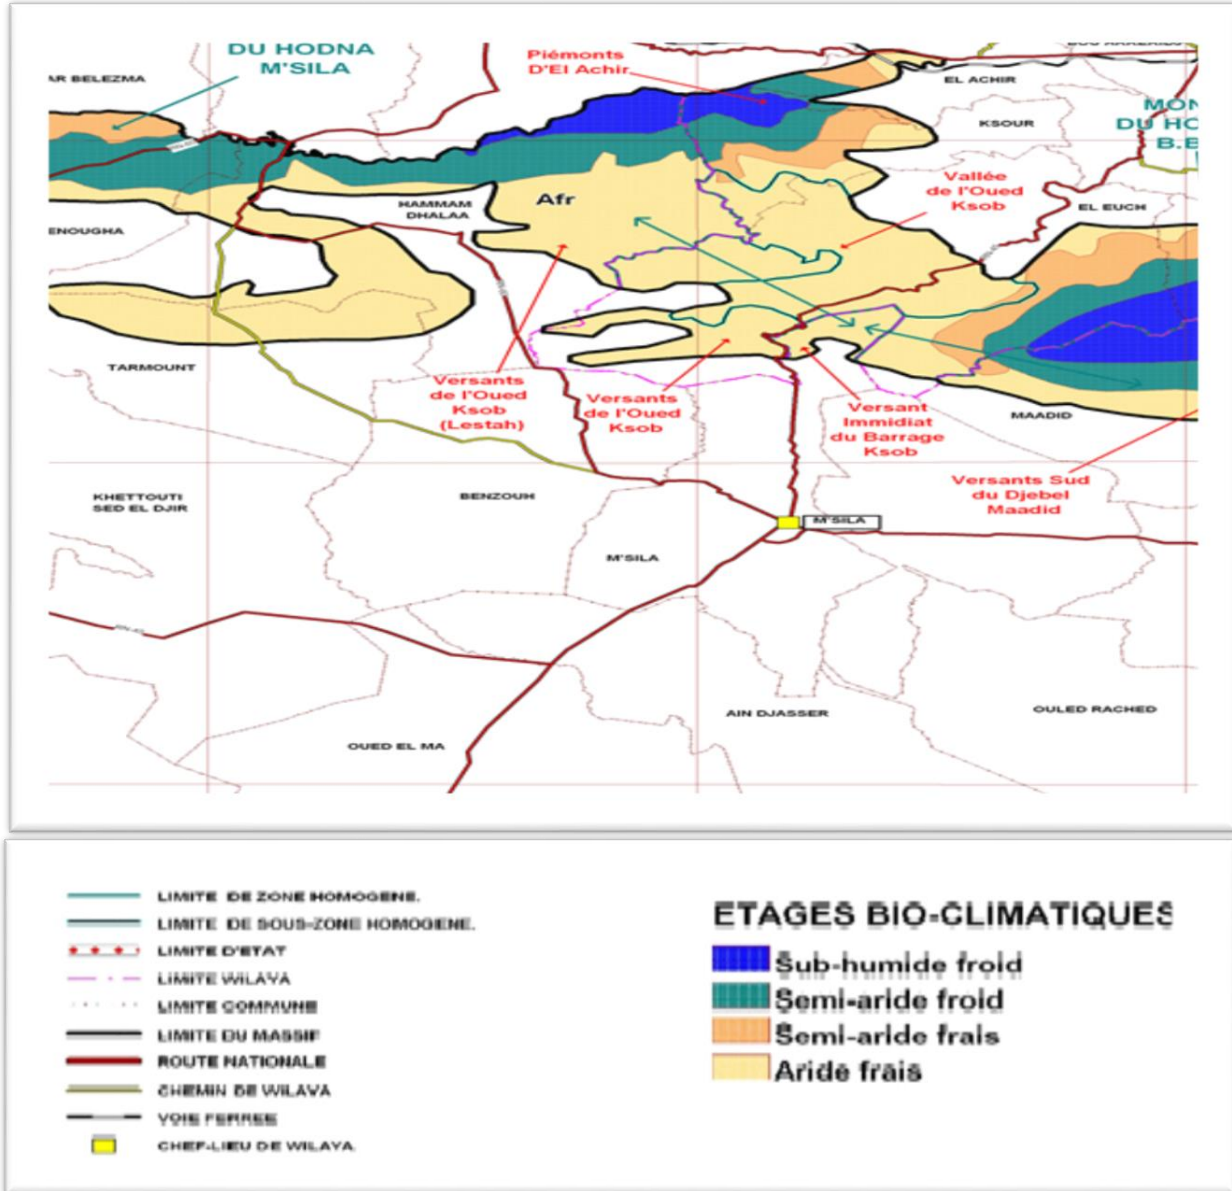 DU HODNA
M'SILA
AR BELEZMA
Piémonts
D'El Achir
EL ACHIR
KSOUR
MON
DU HO
B.E
Vallée
de l'Oued
Ksob
EL EUCH
HAMMAM
DHALAA
Afr
ENOUGHA
TARMOUNT
Versants
de l'Oued
Ksob
(Lestah)
Versants
de l'Oued
Ksob
Versant
Immidiat
du Barrage
Ksob
MAADID
Versants Sud
du Djebel
Maadid
KHETTOUTI
SED EL DJIR
BENZOUH
M'SILA
M'SILA
AIN DJASSER
OULED RACHED
OUED EL MA
LIMITE DE ZONE HOMOGENE.
LIMITE DE SOUS-ZONE HOMOGENE.
LIMITE D'ETAT
LIMITE WILAYA
LIMITE COMMUNE
LIMITE DU MASSIF
ROUTE NATIONALE
CHEMIN DE WILAYA
VOIE FERREE
CHEF-LIEU DE WILAYA.
ETAGES BIO-CLIMATIQUES
Sub-humide froid
Semi-aride froid
Semi-aride frais
Aride frais